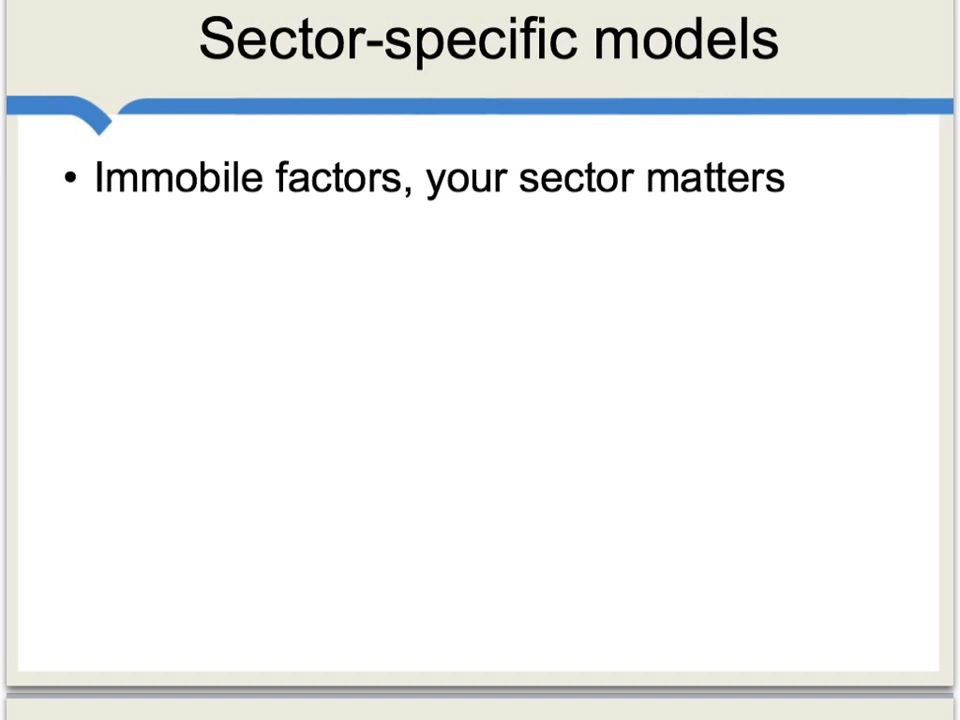 Sector-specific models
• Immobile factors, your sector matters